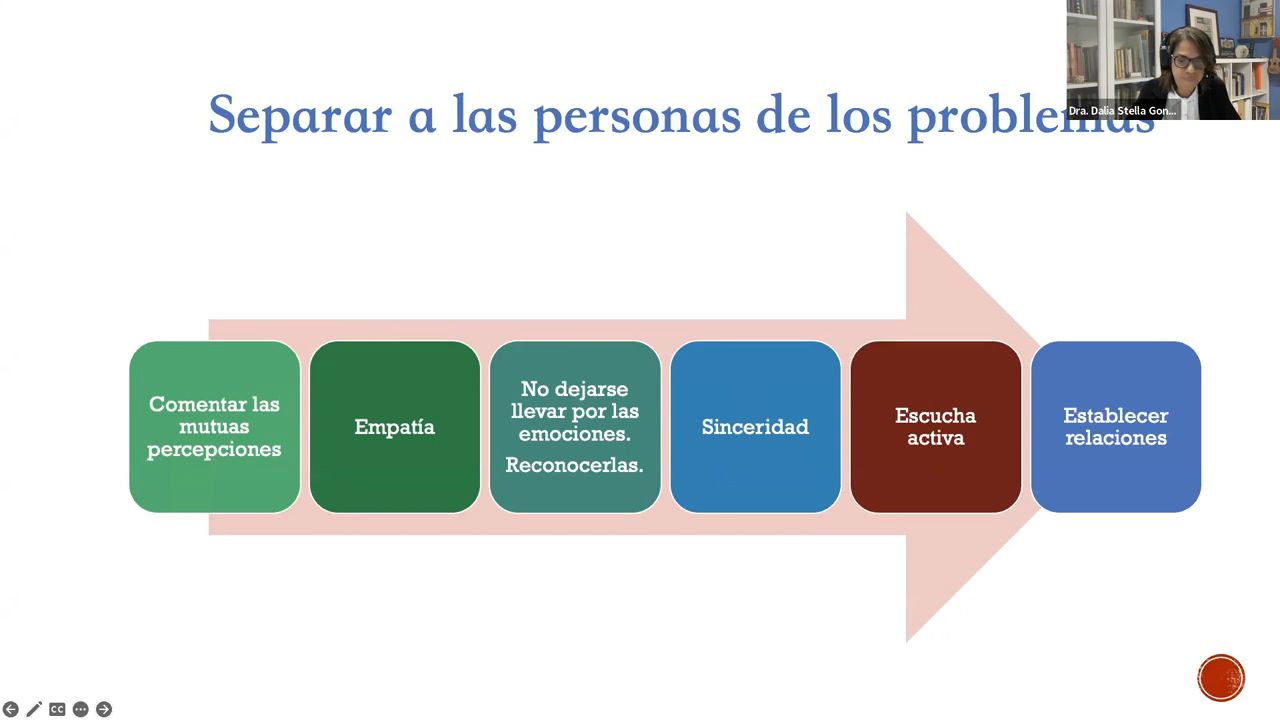 Separar a las personas de los problemas
Dra. Dalia Stella Gon...
Comentar las
mutuas
percepciones
Empatía
No dejarse
llevar por las
emociones.
Reconocerlas.
Sinceridad
Escucha
activa
Establecer
relaciones
CC